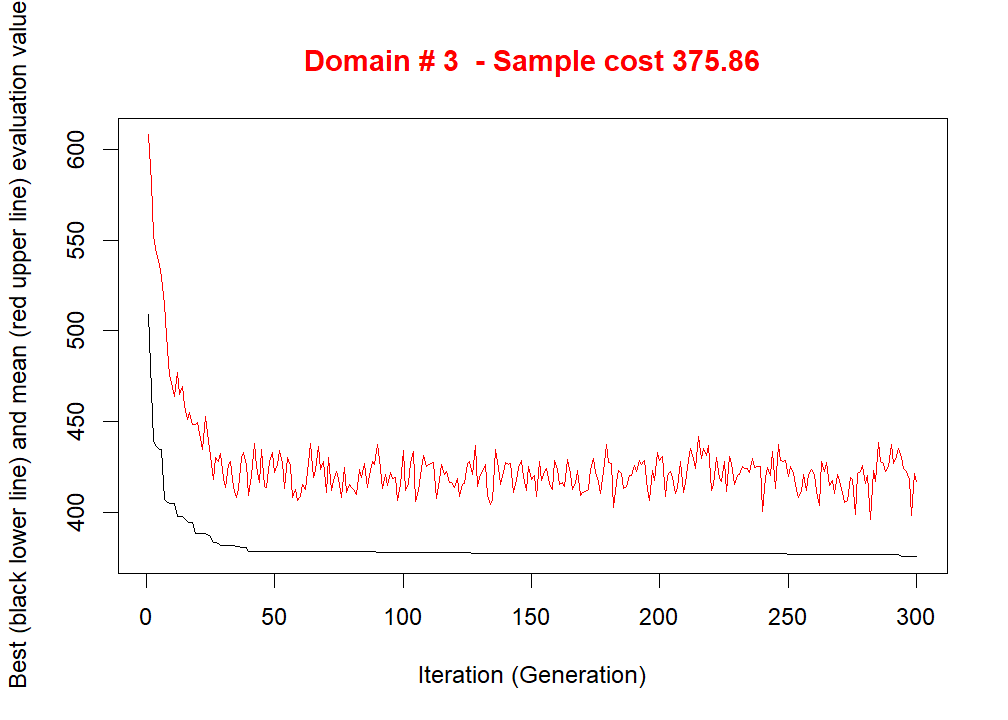 Domain # 3  - Sample cost 375.86
Best (black lower line) and mean (red upper line) evaluation value
600
550
500
450
400
0 50 100 150 200 250 300
Iteration (Generation)